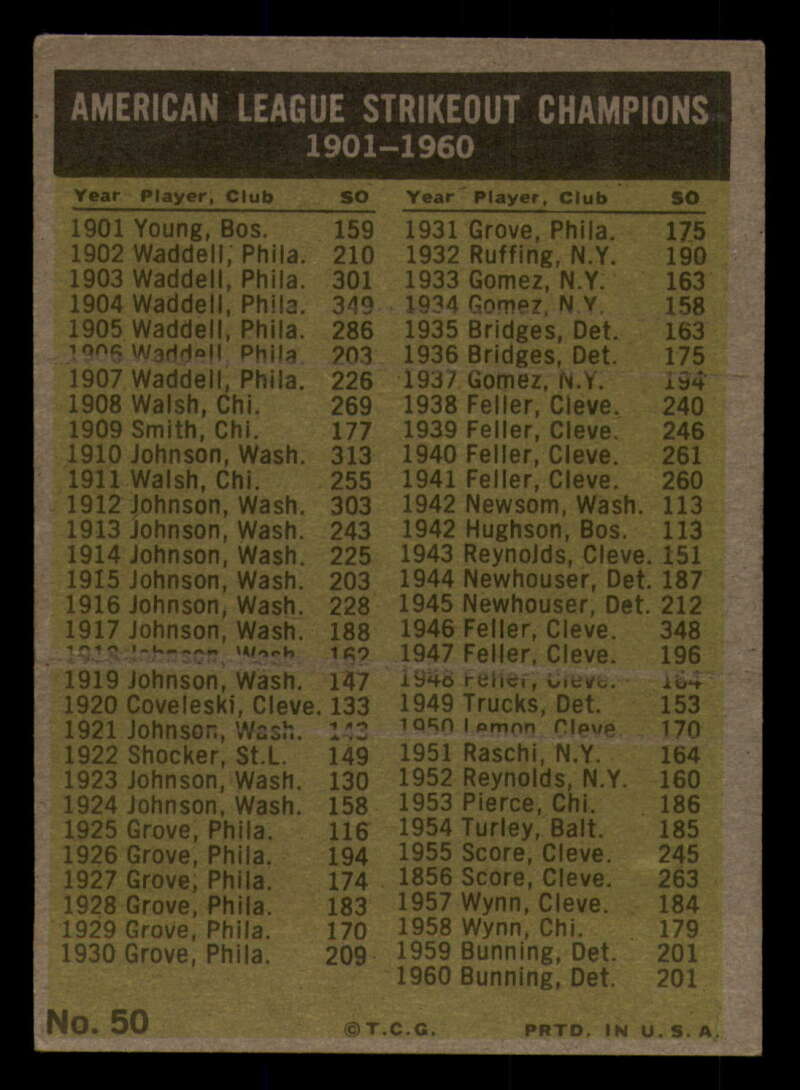 AMERICAN LEAGUE STRIKEOUT CHAMPIONS
1901–1960
Year Player, Club SO
1901 Young, Bos. 159
1902 Waddell, Phila. 210
1903 Waddell, Phila. 301
1904 Waddell, Phila. 349
1905 Waddell, Phila. 286
1906 Waddell Phila 203
1907 Waddell, Phila. 226
1908 Walsh, Chi. 269
1909 Smith, Chi. 177
1910 Johnson, Wash. 313
1911 Walsh, Chi. 255
1912 Johnson, Wash. 303
1913 Johnson, Wash. 243
1914 Johnson, Wash. 225
1915 Johnson, Wash. 203
1916 Johnson, Wash. 228
1917 Johnson, Wash. 188
Johnson, Wash 162
1919 Johnson, Wash. 147
1920 Coveleski, Cleve. 133
1921 Johnson, Wash.
1922 Shocker, St.L. 149
1923 Johnson, Wash. 130
1924 Johnson, Wash. 158
1925 Grove, Phila. 116
1926 Grove, Phila. 194
1927 Grove, Phila. 174
1928 Grove, Phila. 183
1929 Grove, Phila. 170
1930 Grove, Phila. 209
Year Player, Club SO
1931 Grove, Phila. 175
1932 Ruffing, N.Y. 190
1933 Gomez, N.Y. 163
1934 Gomez, N.Y. 158
1935 Bridges, Det. 163
1936 Bridges, Det. 175
1937 Gomez, N.Y. 194
1938 Feller, Cleve. 240
1939 Feller, Cleve. 246
1940 Feller, Cleve. 261
1941 Feller, Cleve. 260
1942 Newsom, Wash. 113
1942 Hughson, Bos. 113
1943 Reynolds, Cleve. 151
1944 Newhouser, Det. 187
1945 Newhouser, Det. 212
1946 Feller, Cleve. 348
1947 Feller, Cleve. 196
1948 Feller, Cleve. 164
1949 Trucks, Det. 153
1950 Lemon, Cleve 170
1951 Raschi, N.Y. 164
1952 Reynolds, N.Y. 160
1953 Pierce, Chi. 186
1954 Turley, Balt. 185
1955 Score, Cleve. 245
1856 Score, Cleve. 263
1957 Wynn, Cleve. 184
1958 Wynn, Chi. 179
1959 Bunning, Det. 201
1960 Bunning, Det. 201
No. 50
© T.C.G.
PRTD. IN U.S.A.